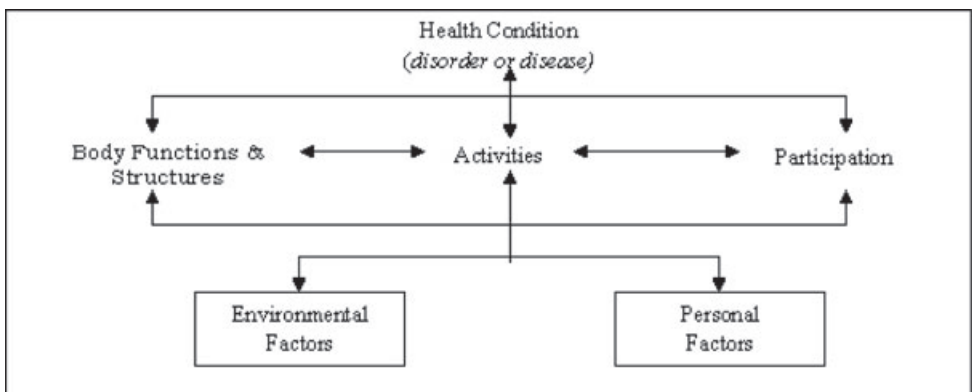 Health Condition
(disorder or disease)
Body Functions &
Structures
Activities
Participation
Environmental
Factors
Personal
Factors